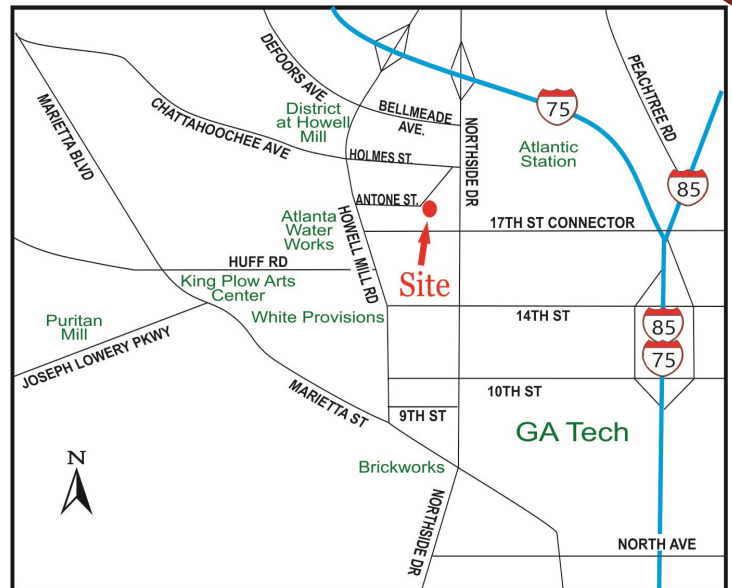 DEFOORS AVE
PEACHTREE RD
MARIETTA BLVD
CHATTAHOOCHEE AVE
District
at Howell
Mill
BELLMEADE
AVE.
75
Atlantic
Station
HOLMES ST.
NORTHSIDE DR
85
ANTONE ST.
Atlanta
Water
Works
HOWELL MILL RD
17TH ST CONNECTOR
HUFF RD
Site
King Plow Arts
Center
White Provisions
14TH ST
Puritan
Mill
85
75
JOSEPH LOWERY PKWY
MARIETTA ST
10TH ST
9TH ST
GA Tech
Brickworks
N
NORTHSIDE DR
NORTH AVE